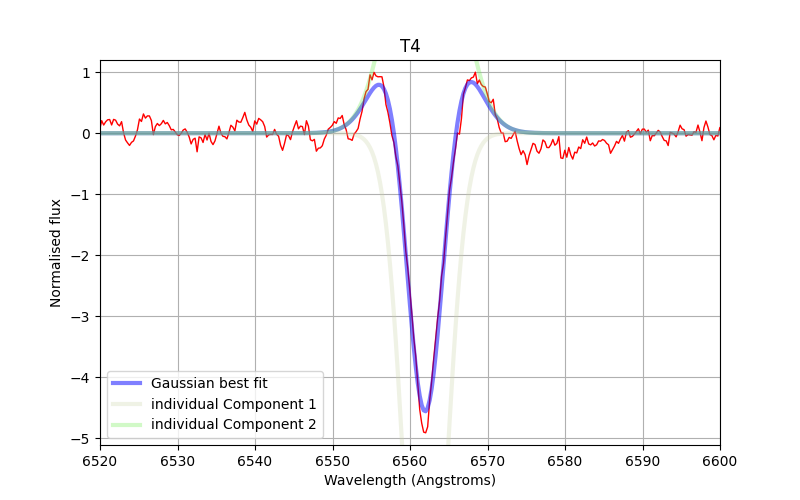 T4
Normalised flux
1
0
−1
−2
−3
−4
−5
Gaussian best fit
individual Component 1
individual Component 2
6520 6530 6540 6550 6560 6570 6580 6590 6600
Wavelength (Angstroms)